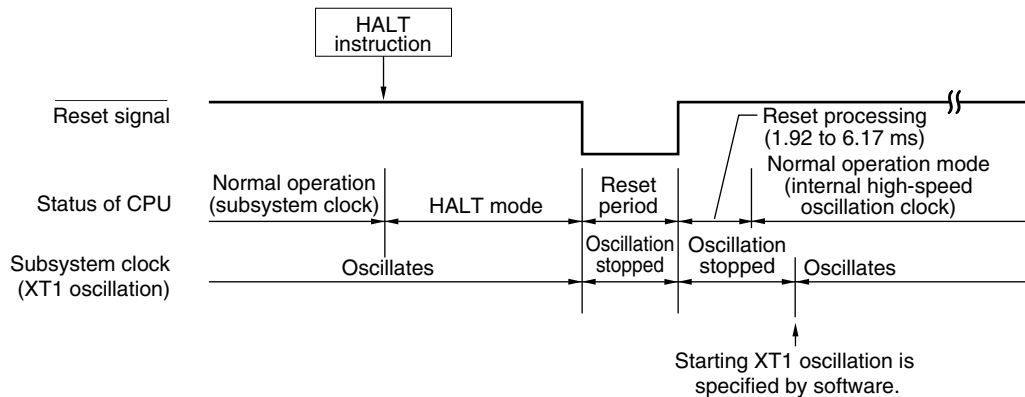 HALT
instruction
Reset signal
Reset processing
(1.92 to 6.17 ms)
Status of CPU
Normal operation
(subsystem clock)
HALT mode
Reset
period
Normal operation mode
(internal high-speed
oscillation clock)
Subsystem clock
(XT1 oscillation)
Oscillates
Oscillation
stopped
Oscillation
stopped
Oscillates
Starting XT1 oscillation is
specified by software.